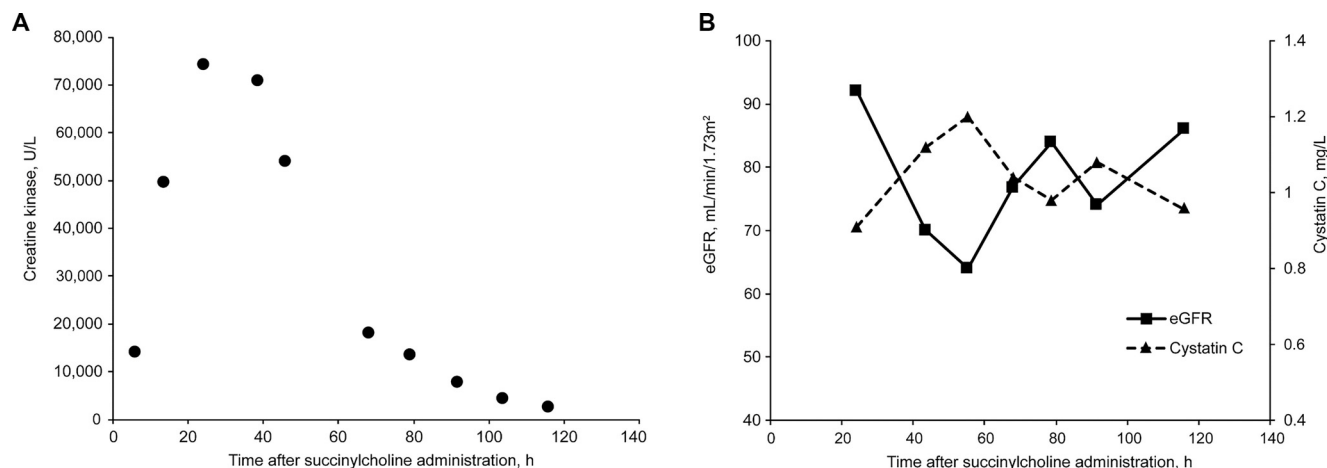 A
80,000
70,000
60,000
50,000
40,000
30,000
20,000
10,000
0
Creatine kinase, U/L
0 20 40 60 80 100 120 140
Time after succinylcholine administration, h
B
100
90
80
70
60
50
40
eGFR, mL/min/1.73m²
1.4
1.2
1
0.8
0.6
0.4
Cystatin C, mg/L
eGFR
Cystatin C
0 20 40 60 80 100 120 140
Time after succinylcholine administration, h